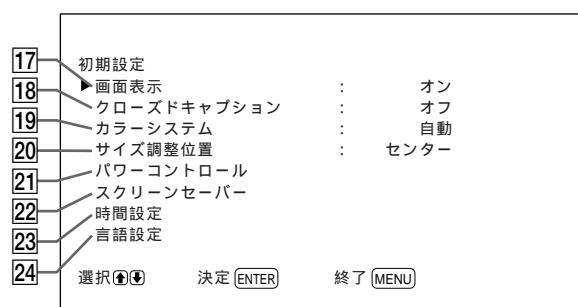 初期設定
17 ▶画面表示 : オン
18 クローズドキャプション : オフ
19 カラーシステム : 自動
20 サイズ調整位置 : センター
21 パワーコントロール
22 スクリーンセーバー
23 時間設定
24 言語設定
選択 決定 ENTER 終了 MENU